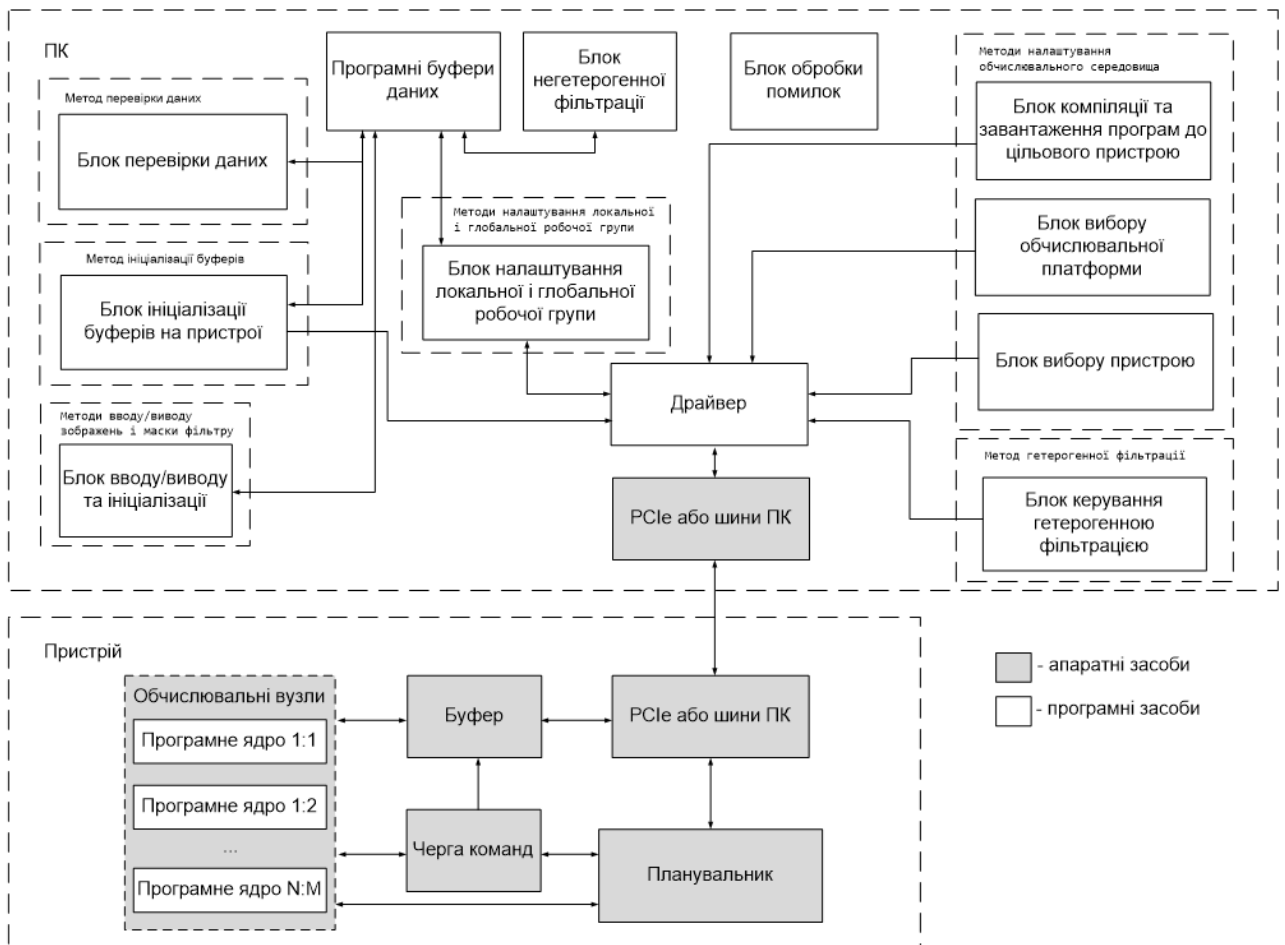 ПК
Метод перевірки даних
Блок перевірки даних
Програмні буфери
даних
Блок
негетерогенної
фільтрації
Блок обробки
помилок
Методи налаштування
обчислювального середовища
Блок компіляції та
завантаження програм до
цільового пристрою
Блок вибору
обчислювальної
платформи
Блок вибору пристрою
Методи налаштування локальної
і глобальної робочої групи
Блок налаштування
локальної і глобальної
робочої групи
Метод ініціалізації буферів
Блок ініціалізації
буферів на пристрої
Драйвер
Методи вводу/виводу
зображень і маски фільтру
Блок вводу/виводу
та ініціалізації
Метод гетерогенної фільтрації
Блок керування
гетерогенною
фільтрацією
PCIe або шини ПК
Пристрій
Обчислювальні вузли
Програмне ядро 1:1
Програмне ядро 1:2
...
Програмне ядро N:M
Буфер
PCIe або шини ПК
Черга команд
Планувальник
- апаратні засоби
- програмні засоби